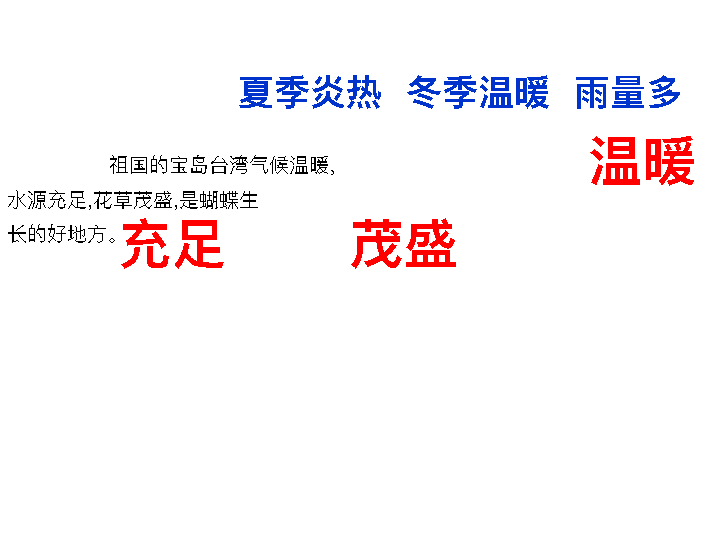 夏季炎热 冬季温暖 雨量多
温暖
祖国的宝岛台湾气候温暖,
水源充足,花草茂盛,是蝴蝶生
长的好地方。
充足 茂盛